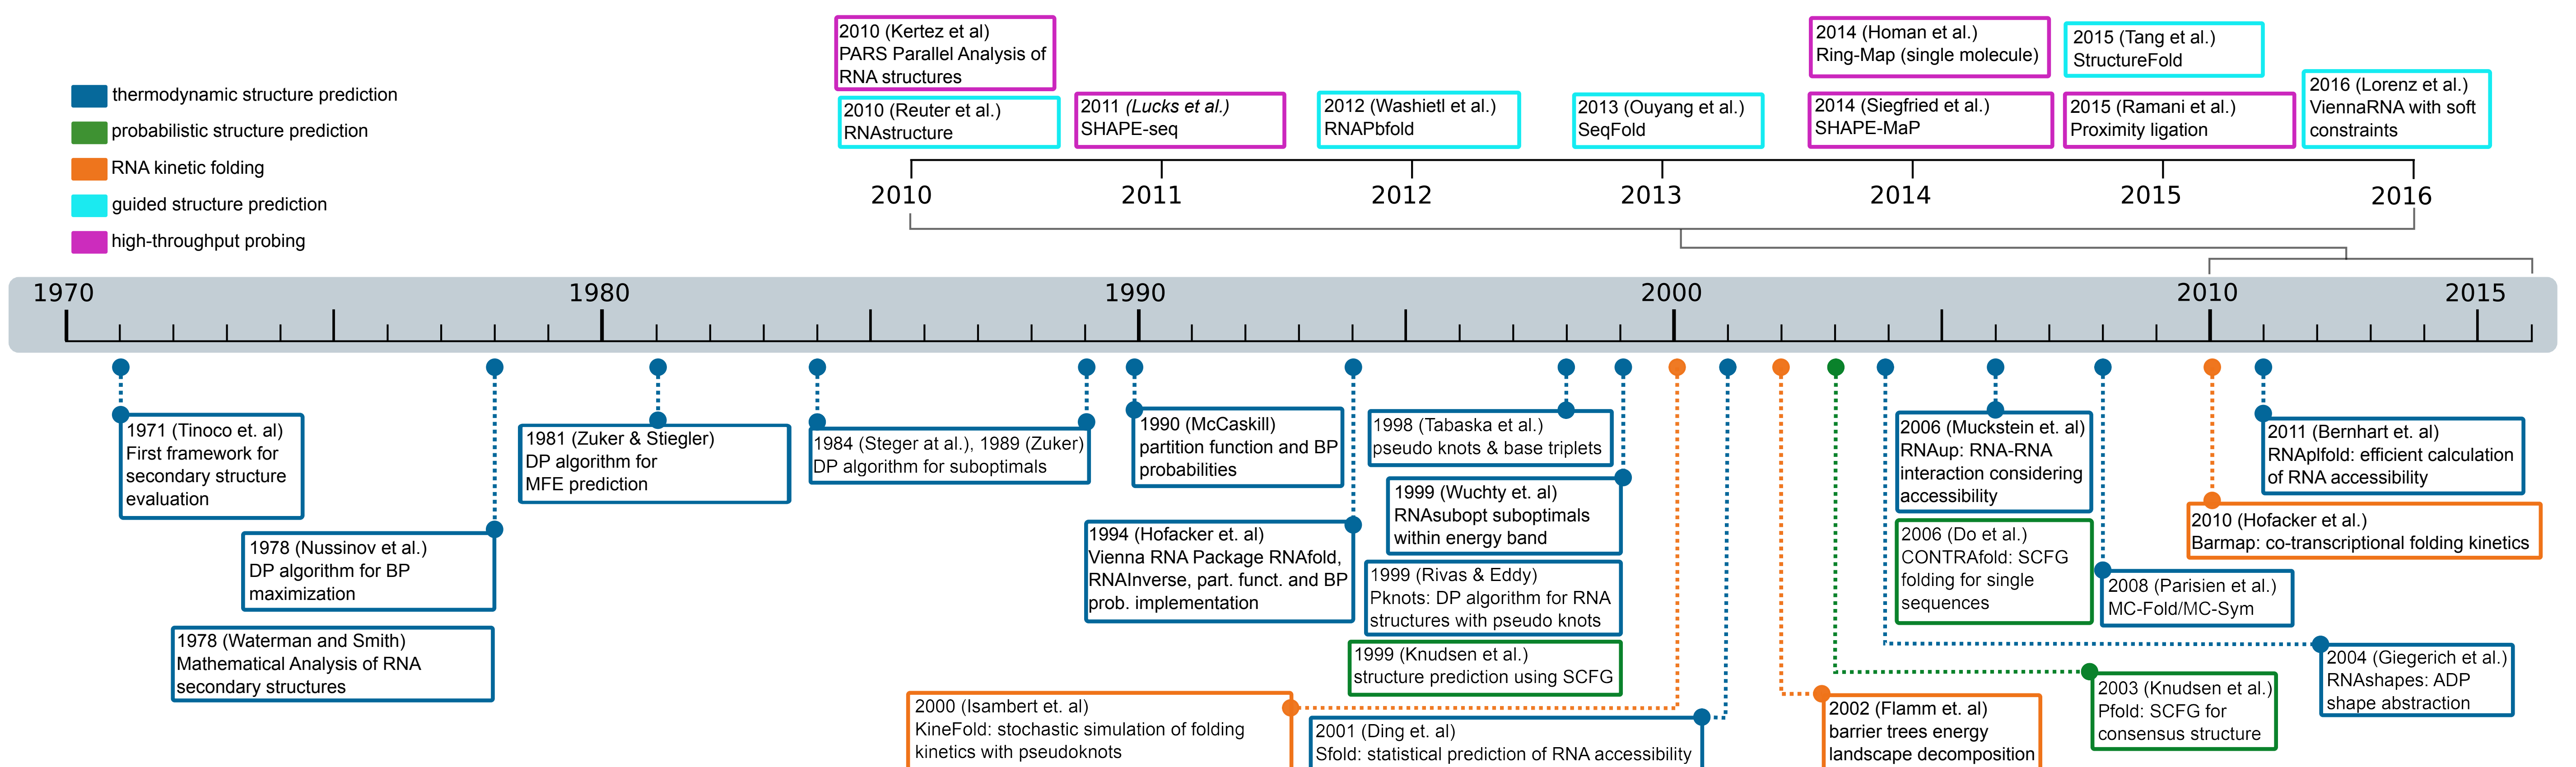 2010 (Kertez et al)
PARS Parallel Analysis of
RNA structures
2010 (Reuter et al.)
RNAstructure
2011 (Lucks et al.)
SHAPE-seq
2012 (Washietl et al.)
RNAPbfold
2013 (Ouyang et al.)
SeqFold
2014 (Homan et al.)
Ring-Map (single molecule)
2014 (Siegfried et al.)
SHAPE-MaP
2015 (Tang et al.)
StructureFold
2015 (Ramani et al.)
Proximity ligation
2016 (Lorenz et al.)
ViennaRNA with soft
constraints
thermodynamic structure prediction
probabilistic structure prediction
RNA kinetic folding
guided structure prediction
high-throughput probing
2010 2011 2012 2013 2014 2015 2016
1970 1980 1990 2000 2010 2015
1971 (Tinoco et. al)
First framework for
secondary structure
evaluation
1978 (Nussinov et al.)
DP algorithm for BP
maximization
1978 (Waterman and Smith)
Mathematical Analysis of RNA
secondary structures
1981 (Zuker & Stiegler)
DP algorithm for
MFE prediction
1984 (Steger at al.), 1989 (Zuker)
DP algorithm for suboptimals
1990 (McCaskill)
partition function and BP
probabilities
1994 (Hofacker et. al)
Vienna RNA Package RNAfold,
RNAInverse, part. funct. and BP
prob. implementation
1998 (Tabaska et al.)
pseudo knots & base triplets
1999 (Wuchty et. al)
RNAsubopt suboptimals
within energy band
1999 (Rivas & Eddy)
Pknots: DP algorithm for RNA
structures with pseudo knots
1999 (Knudsen et al.)
structure prediction using SCFG
2000 (Isambert et. al)
KineFold: stochastic simulation of folding
kinetics with pseudoknots
2001 (Ding et. al)
Sfold: statistical prediction of RNA accessibility
2002 (Flamm et. al)
barrier trees energy
landscape decomposition
2003 (Knudsen et al.)
Pfold: SCFG for
consensus structure
2004 (Giegerich et al.)
RNAshapes: ADP
shape abstraction
2006 (Muckstein et. al)
RNAup: RNA-RNA
interaction considering
accessibility
2006 (Do et al.)
CONTRAfold: SCFG
folding for single
sequences
2008 (Parisien et al.)
MC-Fold/MC-Sym
2010 (Hofacker et al.)
Barmap: co-transcriptional folding kinetics
2011 (Bernhart et. al)
RNAplfold: efficient calculation
of RNA accessibility